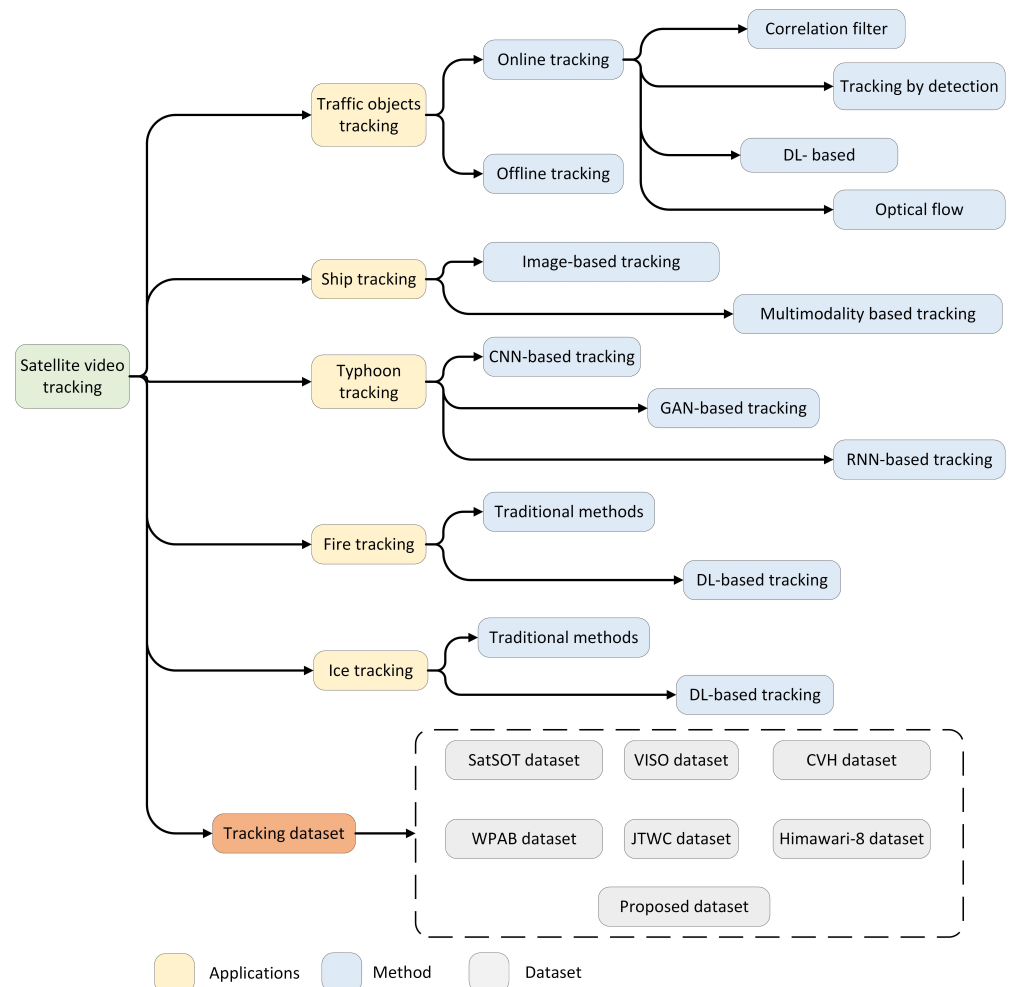 Satellite video
tracking
Traffic objects
tracking
Online tracking
Correlation filter
Tracking by detection
DL- based
Optical flow
Offline tracking
Ship tracking
Image-based tracking
Multimodality based tracking
Typhoon
tracking
CNN-based tracking
GAN-based tracking
RNN-based tracking
Fire tracking
Traditional methods
DL-based tracking
Ice tracking
Traditional methods
DL-based tracking
Tracking dataset
SatSOT dataset
VISO dataset
CVH dataset
WPAB dataset
JTWC dataset
Himawari-8 dataset
Proposed dataset
Applications
Method
Dataset